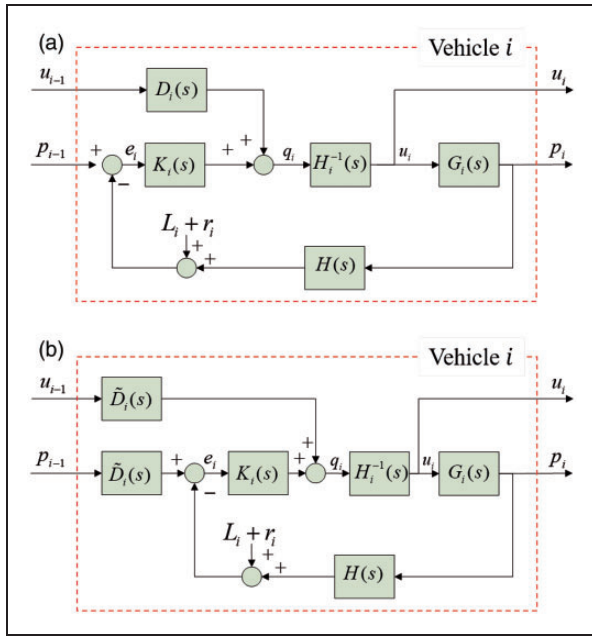 (a)
Vehicle i
u_{i-1}
D_i(s)
u_i
+
p_{i-1}
+
e_i
K_i(s)
+
q_i
H_i^{-1}(s)
u_i
G_i(s)
p_i
−
L_i + r_i
+
+
H(s)
(b)
Vehicle i
u_{i-1}
D̃_i(s)
u_i
+
p_{i-1}
D̃_i(s)
+
e_i
K_i(s)
+
q_i
H_i^{-1}(s)
u_i
G_i(s)
p_i
−
L_i + r_i
+
+
H(s)